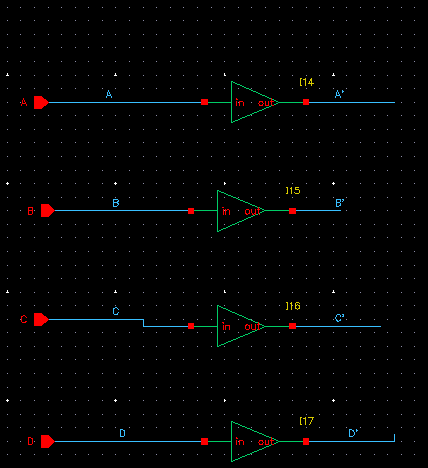 I14
A A in out A'
I15
B B in out B'
I16
C C in out C'
I17
D D in out D'